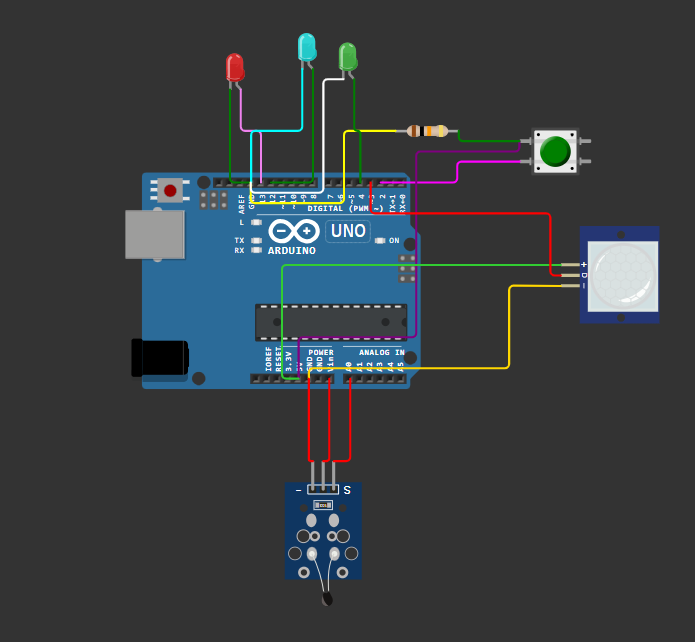 AREF
GND
13
12
~11
~10
~9
8
7
~6
~5
4
~3
2
TX→1
RX←0
DIGITAL (PWM ~)
L
TX
RX
UNO
ARDUINO
ON
+
D
-
IOREF
RESET
3.3V
5V
GND
GND
Vin
POWER
ANALOG IN
A0
A1
A2
A3
A4
A5
- S